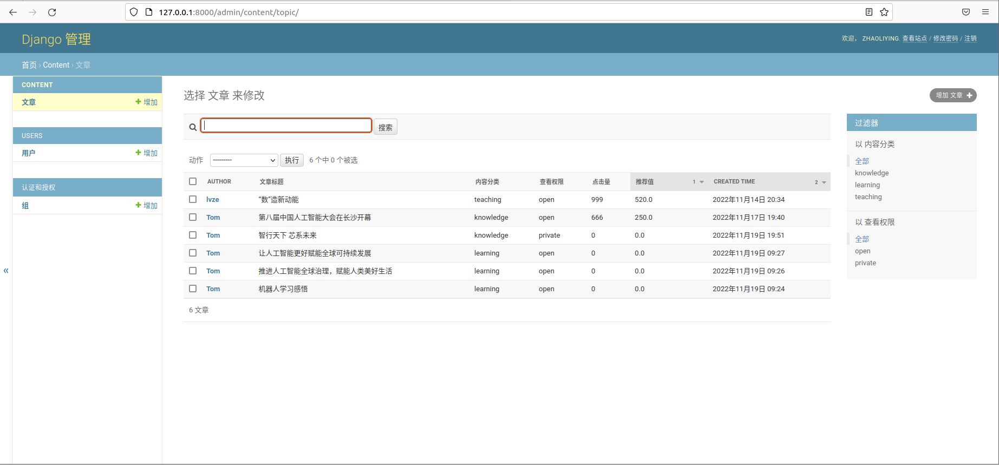 127.0.0.1:8000/admin/content/topic/
Django 管理
欢迎， ZHAOLIYING. 查看站点 / 修改密码 / 注销
首页 › Content › 文章
CONTENT
文章 增加
USERS
用户 增加
认证和授权
组 增加
«
选择 文章 来修改
增加 文章
搜索
动作 --------- 执行 6 个中 0 个被选
AUTHOR 文章标题 内容分类 查看权限 点击量 推荐值 1 CREATED TIME 2
lvze “数”造新动能 teaching open 999 520.0 2022年11月14日 20:34
Tom 第八届中国人工智能大会在长沙开幕 knowledge open 666 250.0 2022年11月17日 19:40
Tom 智行天下 芯系未来 knowledge private 0 0.0 2022年11月19日 19:51
Tom 让人工智能更好赋能全球可持续发展 learning open 0 0.0 2022年11月19日 09:27
Tom 推进人工智能全球治理，赋能人类美好生活 learning open 0 0.0 2022年11月19日 09:26
Tom 机器人学习感悟 learning open 0 0.0 2022年11月19日 09:24
6 文章
过滤器
以 内容分类
全部
knowledge
learning
teaching
以 查看权限
全部
open
private